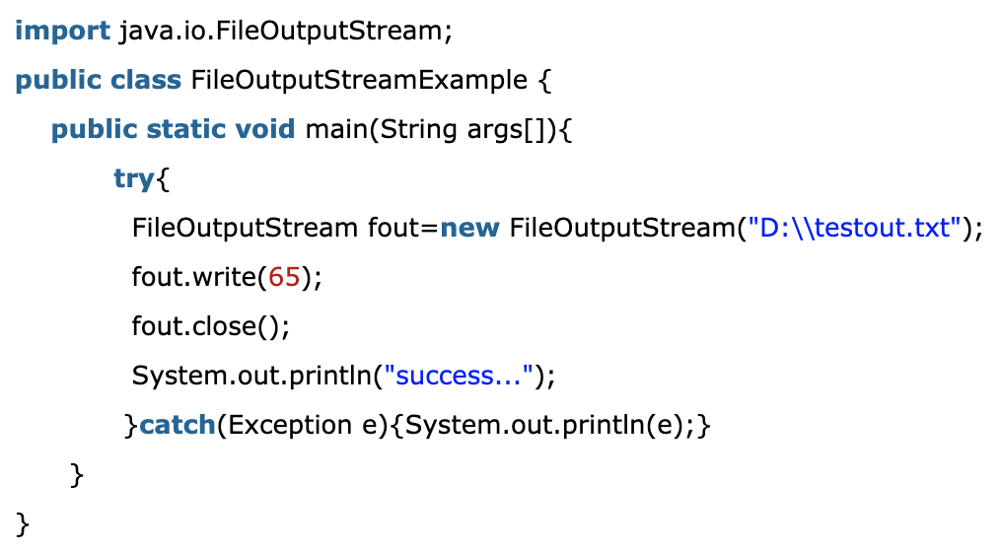 import java.io.FileOutputStream;
public class FileOutputStreamExample {
public static void main(String args[]){
try{
FileOutputStream fout=new FileOutputStream("D:\\testout.txt");
fout.write(65);
fout.close();
System.out.println("success...");
}catch(Exception e){System.out.println(e);}
}
}